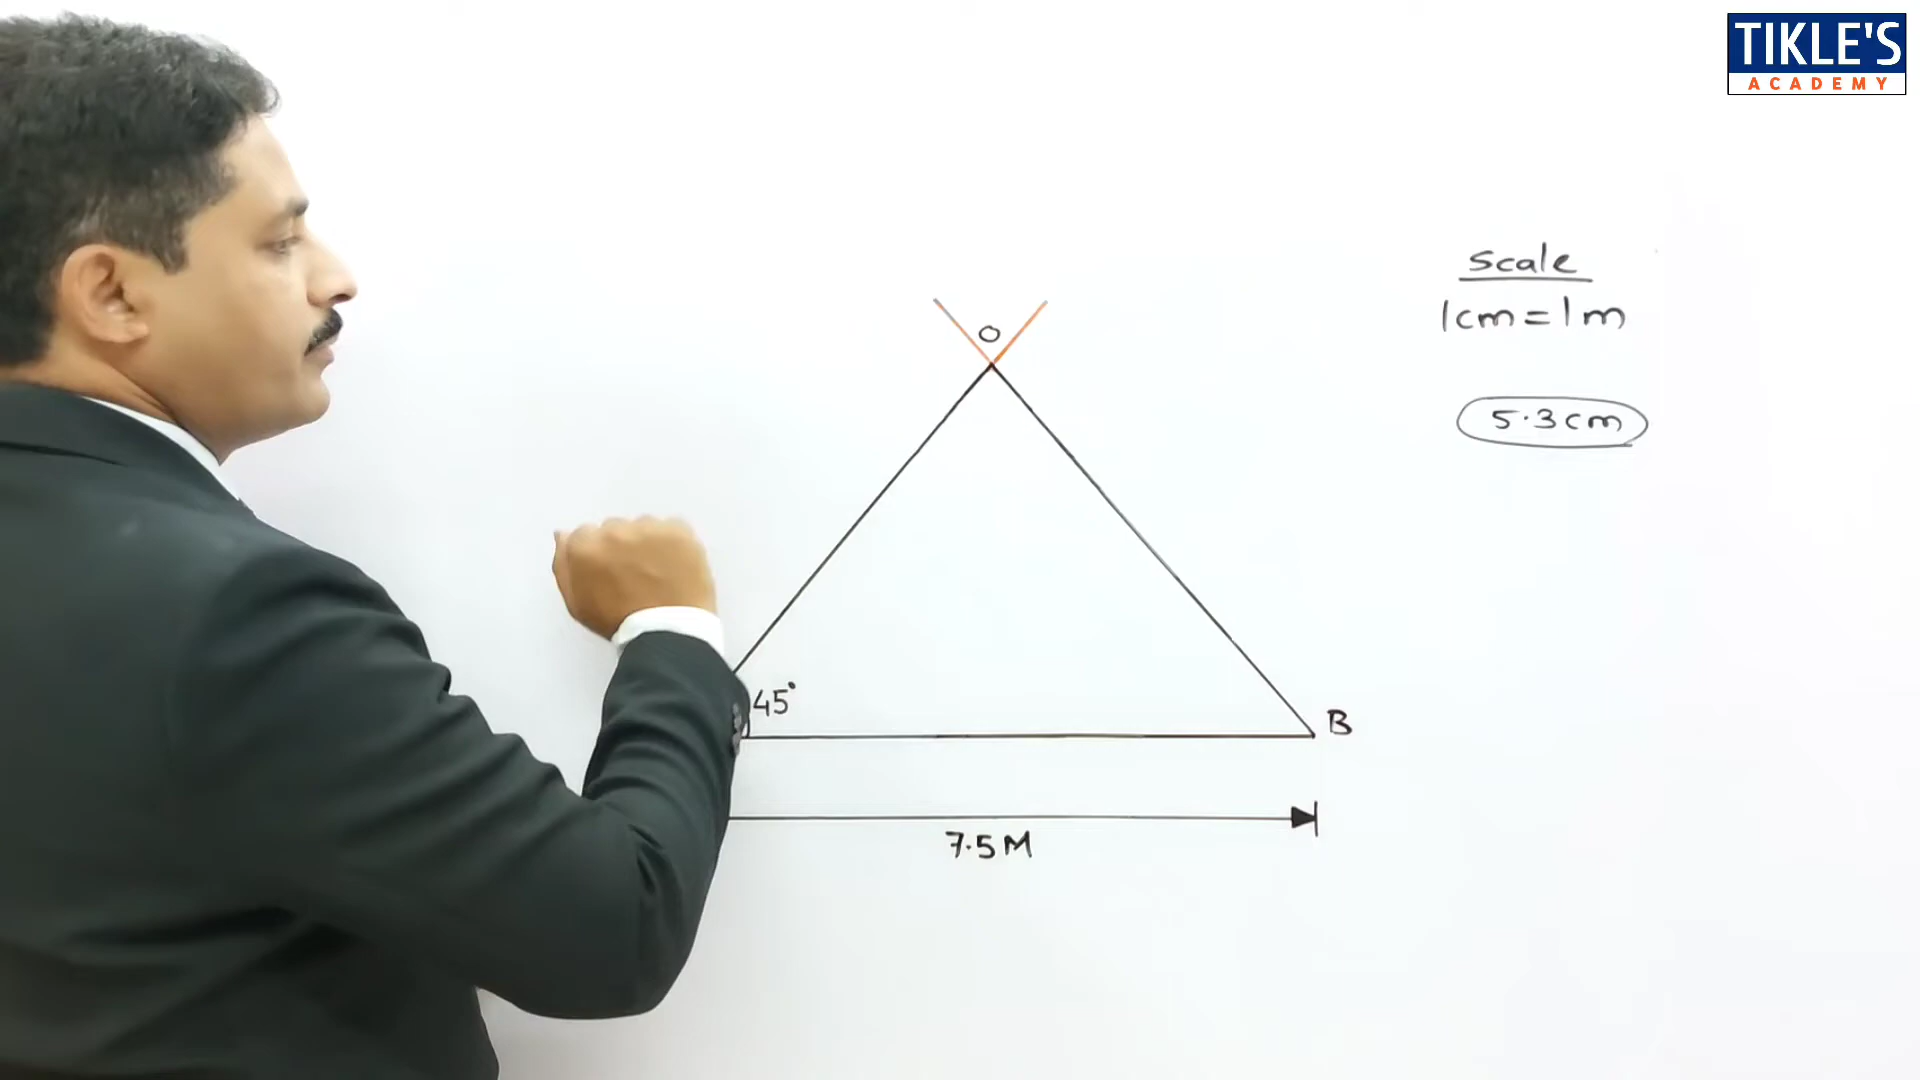 TIKLE'S
ACADEMY
Scale
1cm = 1m
O
5.3cm
45°
B
7.5M